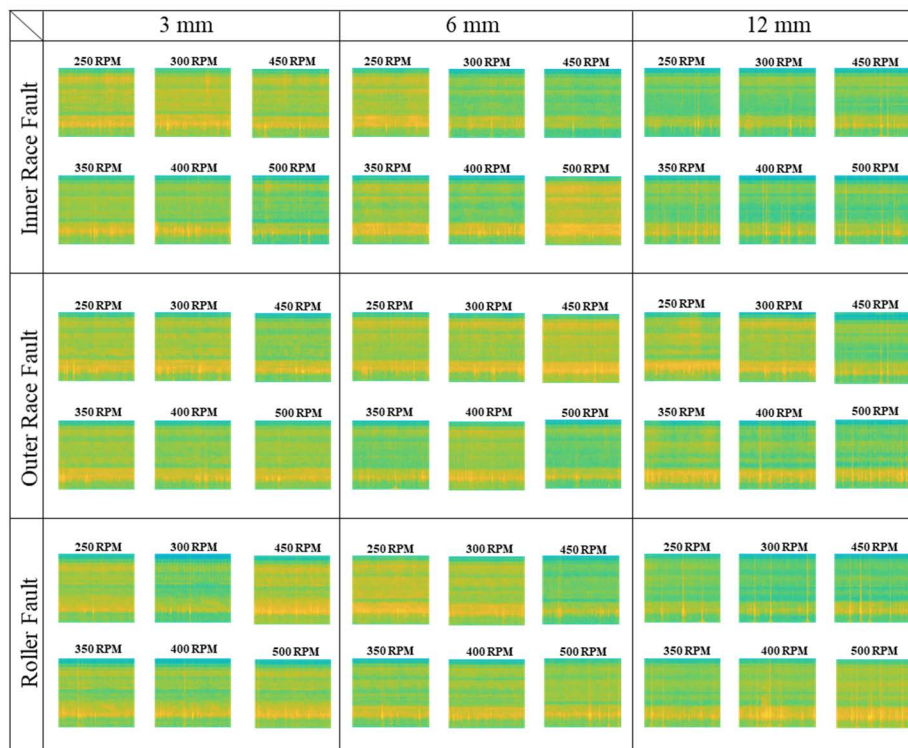 3 mm 6 mm 12 mm
Inner Race Fault
250 RPM 300 RPM 450 RPM 250 RPM 300 RPM 450 RPM 250 RPM 300 RPM 450 RPM
350 RPM 400 RPM 500 RPM 350 RPM 400 RPM 500 RPM 350 RPM 400 RPM 500 RPM
Outer Race Fault
250 RPM 300 RPM 450 RPM 250 RPM 300 RPM 450 RPM 250 RPM 300 RPM 450 RPM
350 RPM 400 RPM 500 RPM 350 RPM 400 RPM 500 RPM 350 RPM 400 RPM 500 RPM
Roller Fault
250 RPM 300 RPM 450 RPM 250 RPM 300 RPM 450 RPM 250 RPM 300 RPM 450 RPM
350 RPM 400 RPM 500 RPM 350 RPM 400 RPM 500 RPM 350 RPM 400 RPM 500 RPM